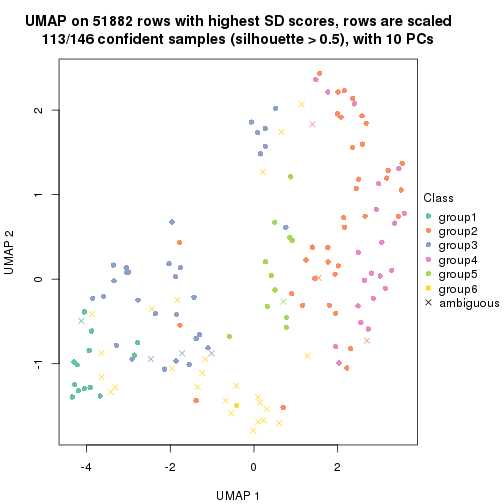 UMAP on 51882 rows with highest SD scores, rows are scaled
113/146 confident samples (silhouette > 0.5), with 10 PCs
2
1
0
-1
UMAP 2
-4
-2
0
2
UMAP 1
Class
group1
group2
group3
group4
group5
group6
ambiguous